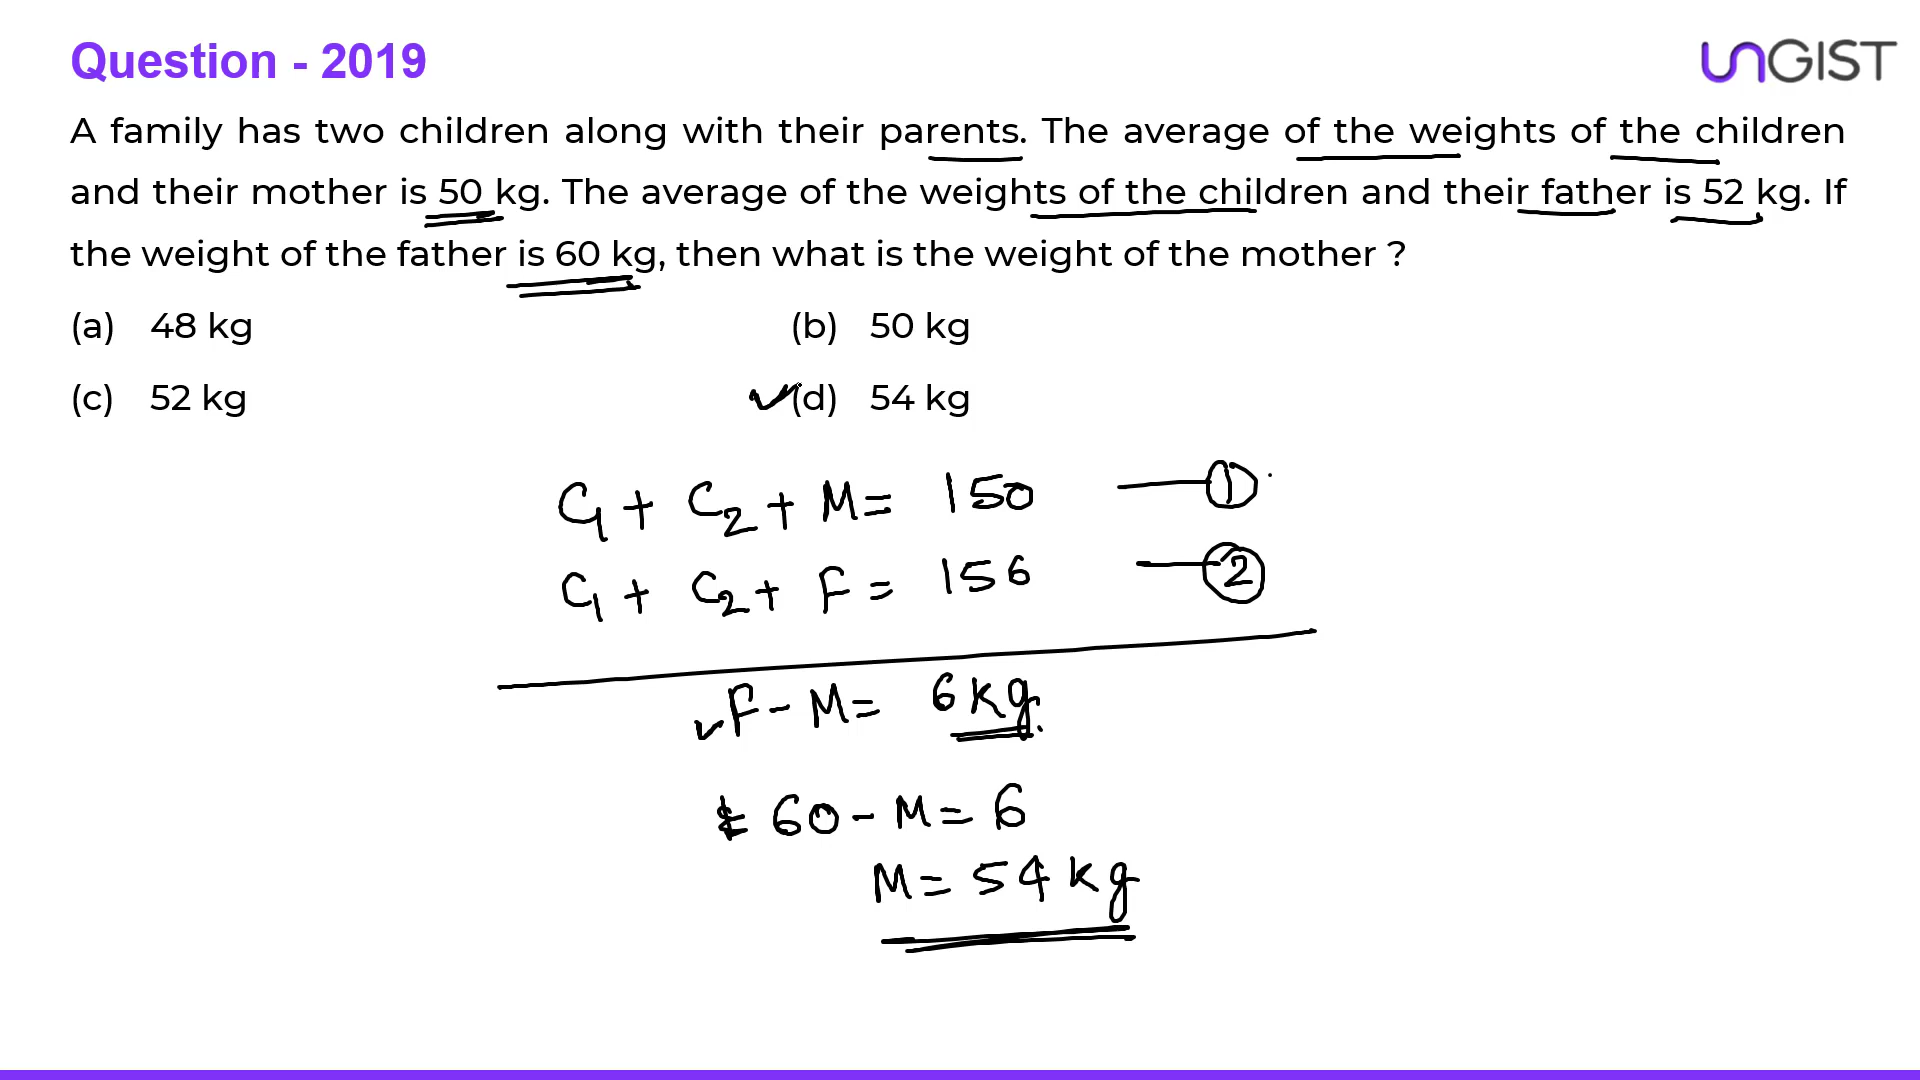 Question - 2019
UNGIST
A family has two children along with their parents. The average of the weights of the children
and their mother is 50 kg. The average of the weights of the children and their father is 52 kg. If
the weight of the father is 60 kg, then what is the weight of the mother ?
(a) 48 kg (b) 50 kg
(c) 52 kg (d) 54 kg
C₁ + C₂ + M = 150 — 1
C₁ + C₂ + F = 156 — 2
F - M = 6 kg.
60 - M = 6
M = 54 kg